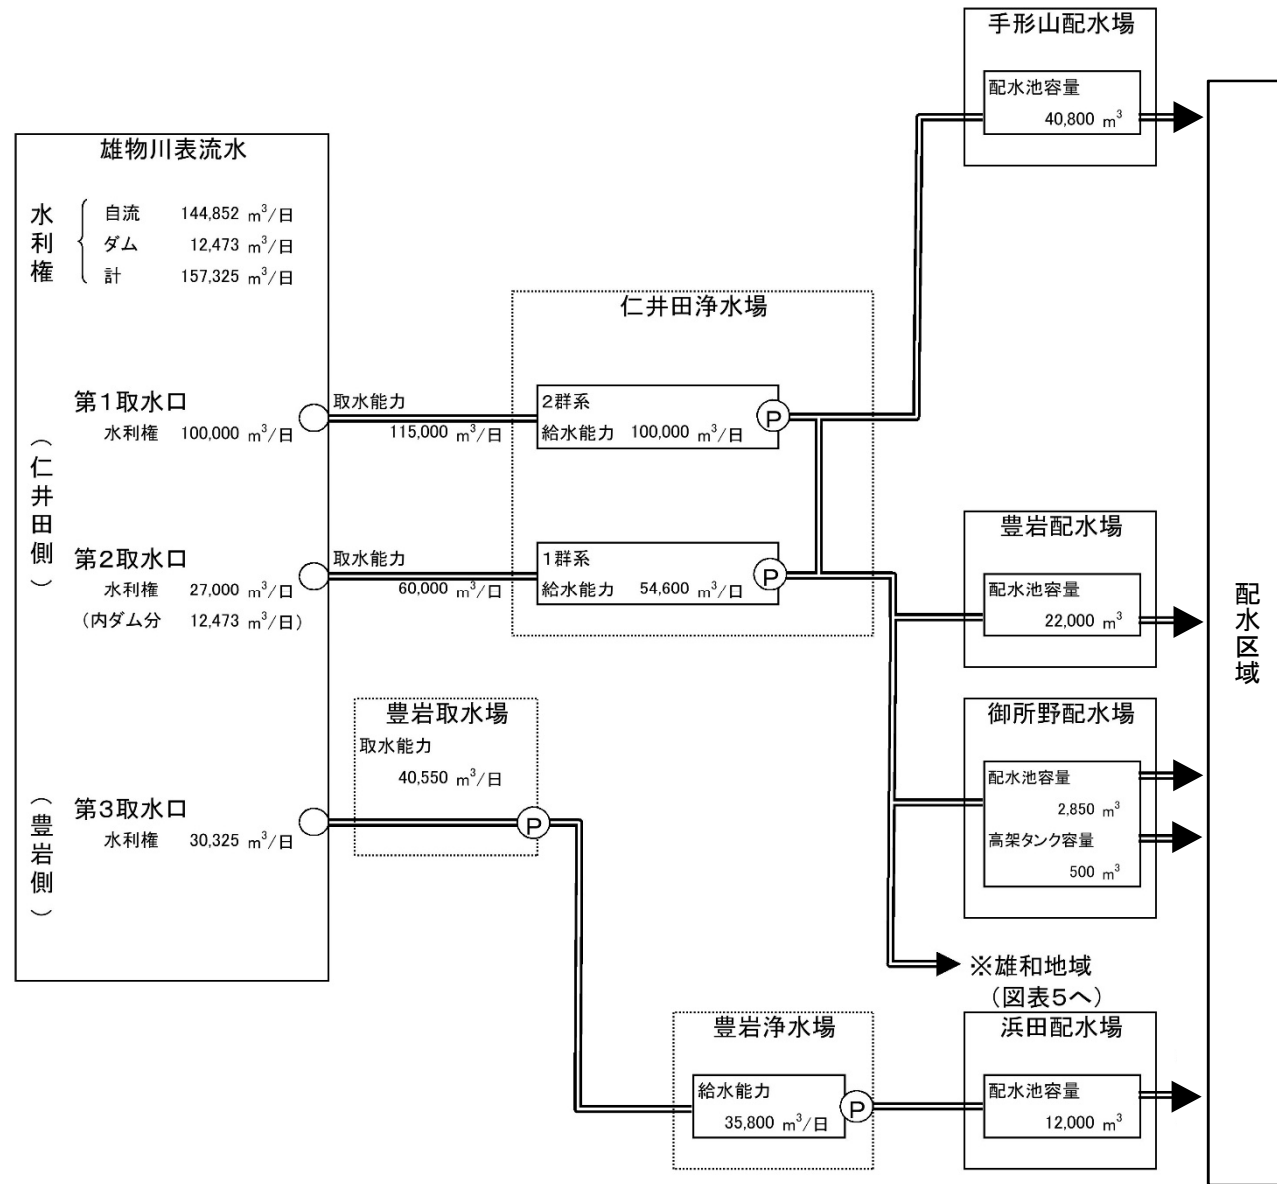 雄物川表流水
水利権
自流 144,852 m³/日
ダム 12,473 m³/日
計 157,325 m³/日
(仁井田側)
第1取水口
水利権 100,000 m³/日
第2取水口
水利権 27,000 m³/日
(内ダム分 12,473 m³/日)
(豊岩側)
第3取水口
水利権 30,325 m³/日
取水能力
115,000 m³/日
取水能力
60,000 m³/日
豊岩取水場
取水能力
40,550 m³/日
P
仁井田浄水場
2群系
給水能力 100,000 m³/日
P
1群系
給水能力 54,600 m³/日
P
豊岩浄水場
給水能力
35,800 m³/日
P
手形山配水場
配水池容量
40,800 m³
豊岩配水場
配水池容量
22,000 m³
御所野配水場
配水池容量
2,850 m³
高架タンク容量
500 m³
※雄和地域
(図表5へ)
浜田配水場
配水池容量
12,000 m³
配水区域